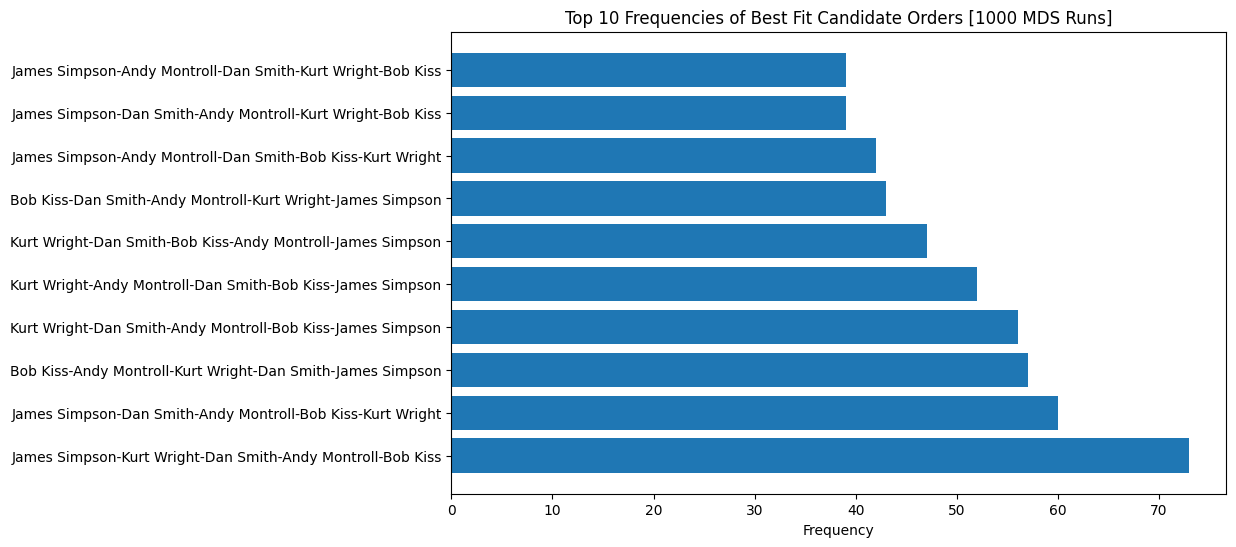 Top 10 Frequencies of Best Fit Candidate Orders [1000 MDS Runs]
James Simpson-Andy Montroll-Dan Smith-Kurt Wright-Bob Kiss
James Simpson-Dan Smith-Andy Montroll-Kurt Wright-Bob Kiss
James Simpson-Andy Montroll-Dan Smith-Bob Kiss-Kurt Wright
Bob Kiss-Dan Smith-Andy Montroll-Kurt Wright-James Simpson
Kurt Wright-Dan Smith-Bob Kiss-Andy Montroll-James Simpson
Kurt Wright-Andy Montroll-Dan Smith-Bob Kiss-James Simpson
Kurt Wright-Dan Smith-Andy Montroll-Bob Kiss-James Simpson
Bob Kiss-Andy Montroll-Kurt Wright-Dan Smith-James Simpson
James Simpson-Dan Smith-Andy Montroll-Bob Kiss-Kurt Wright
James Simpson-Kurt Wright-Dan Smith-Andy Montroll-Bob Kiss
0 10 20 30 40 50 60 70
Frequency